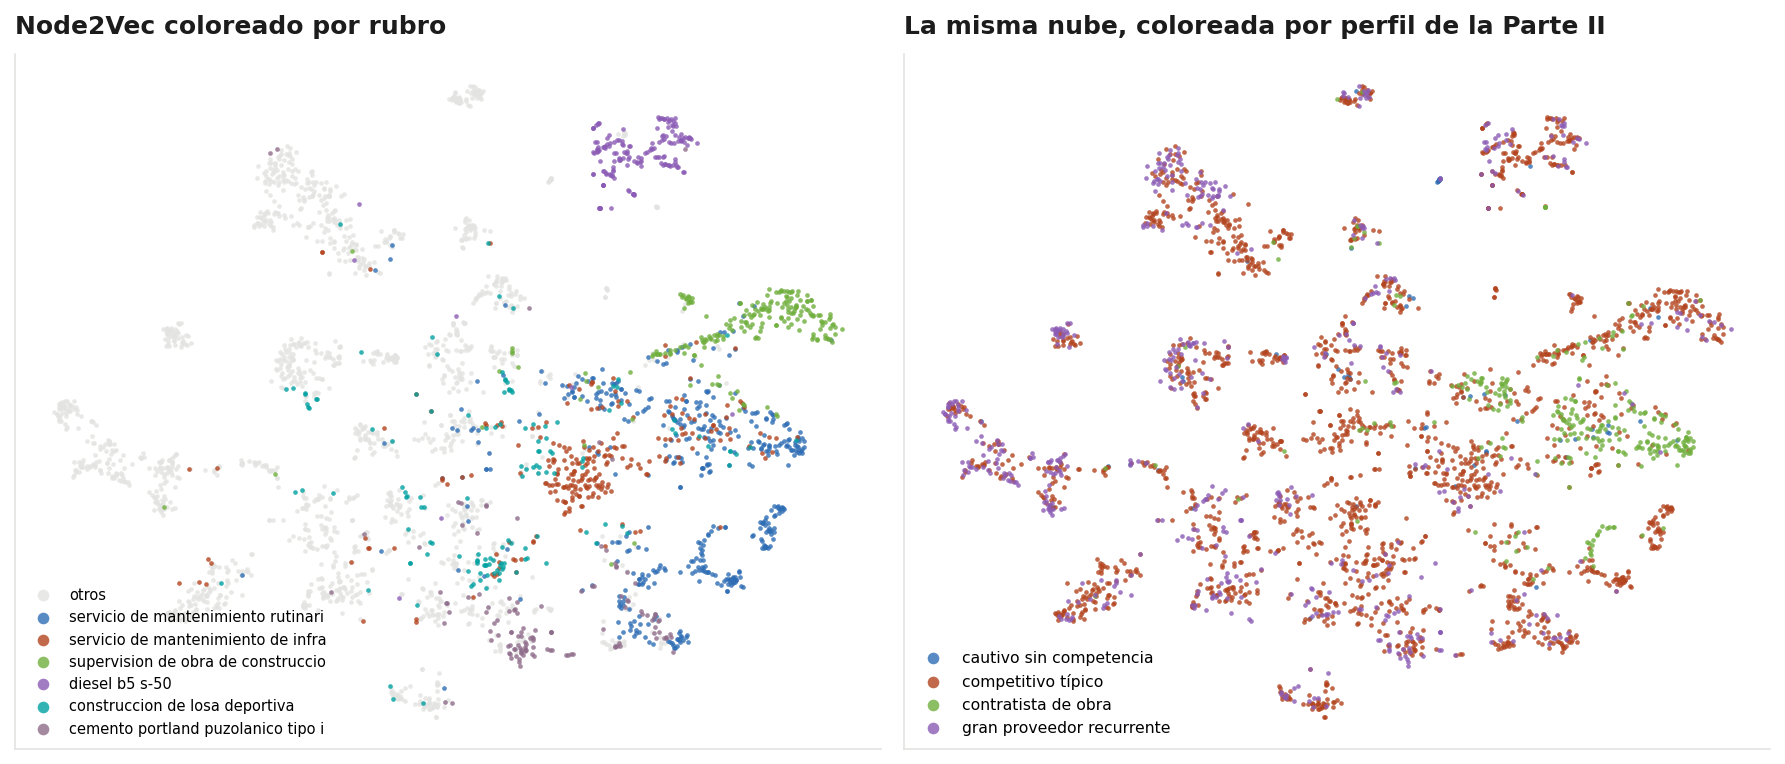 Node2Vec coloreado por rubro
otros
servicio de mantenimiento rutinari
servicio de mantenimiento de infra
supervision de obra de construccio
diesel b5 s-50
construccion de losa deportiva
cemento portland puzolanico tipo i
La misma nube, coloreada por perfil de la Parte II
cautivo sin competencia
competitivo típico
contratista de obra
gran proveedor recurrente